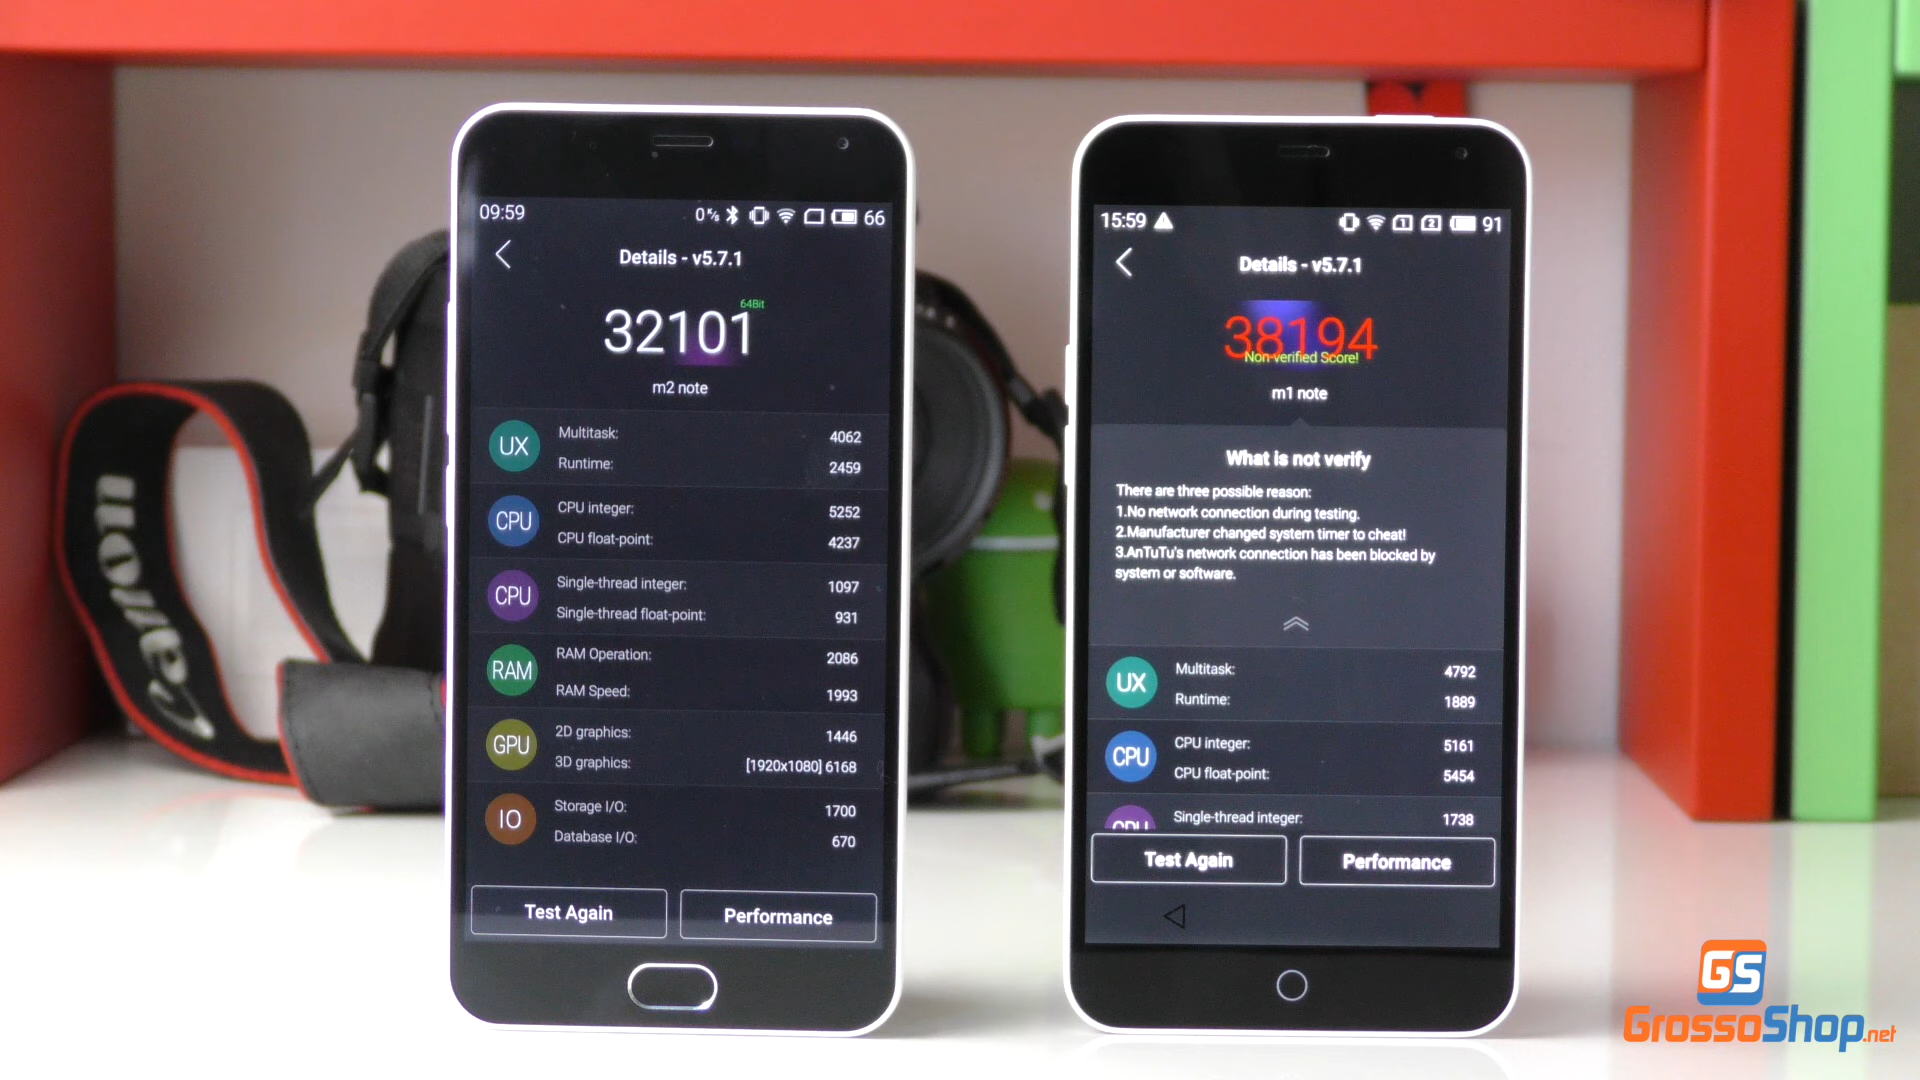 09:59
0 K/s
66
Details - v5.7.1
64Bit
32101
m2 note
UX
Multitask: 4062
Runtime: 2459
CPU
CPU integer: 5252
CPU float-point: 4237
CPU
Single-thread integer: 1097
Single-thread float-point: 931
RAM
RAM Operation: 2086
RAM Speed: 1993
GPU
2D graphics: 1446
3D graphics: [1920x1080] 6168
IO
Storage I/O: 1700
Database I/O: 670
Test Again
Performance
15:59
1
2
91
Details - v5.7.1
38194
Non-verified Score!
m1 note
What is not verify
There are three possible reason:
1.No network connection during testing.
2.Manufacturer changed system timer to cheat!
3.AnTuTu's network connection has been blocked by
system or software.
UX
Multitask: 4792
Runtime: 1889
CPU
CPU integer: 5161
CPU float-point: 5454
CPU
Single-thread integer: 1738
Test Again
Performance
Canon
GS
GrossoShop.net